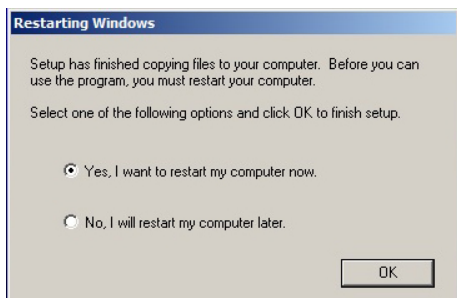 Restarting Windows
Setup has finished copying files to your computer. Before you can
use the program, you must restart your computer.
Select one of the following options and click OK to finish setup.
Yes, I want to restart my computer now.
No, I will restart my computer later.
OK